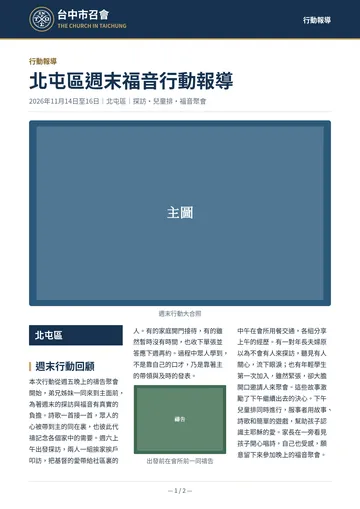 台中市召會
THE CHURCH IN TAICHUNG
行動報導
行動報導
北屯區週末福音行動報導
2026年11月14日至16日｜北屯區｜探訪・兒童排・福音聚會
主圖
週末行動大合照
北屯區
週末行動回顧
本次行動從週五晚上的禱告聚會
開始，弟兄姊妹一同來到主面前，
為著週末的探訪與福音有真實的
負擔。詩歌一首接一首，眾人的
心被帶到主的同在裏，也彼此代
禱記念各個家中的需要。週六上
午出發探訪，兩人一組挨家挨戶
叩訪，把基督的愛帶給社區裏的
人。有的家庭開門接待，有的雖
然暫時沒有時間，也收下單張並
答應下週再約。過程中眾人學到，
不是靠自己的口才，乃是靠著主
的帶領與及時的發表。
禱告
出發前在會所前一同禱告
中午在會所用餐交通，各組分享
上午的經歷。有一對年長夫婦原
以為不會有人來探訪，聽見有人
關心，流下眼淚；也有年輕學生
第一次加入，雖然緊張，卻大膽
開口邀請人來聚會。這些故事激
勵了下午繼續出去的決心。下午
兒童排同時進行，服事者用故事、
詩歌和簡單的遊戲，幫助孩子認
識主耶穌的愛。家長在一旁看見
孩子開心唱詩，自己也受感，願
意留下來參加晚上的福音聚會。
— 1 / 2 —